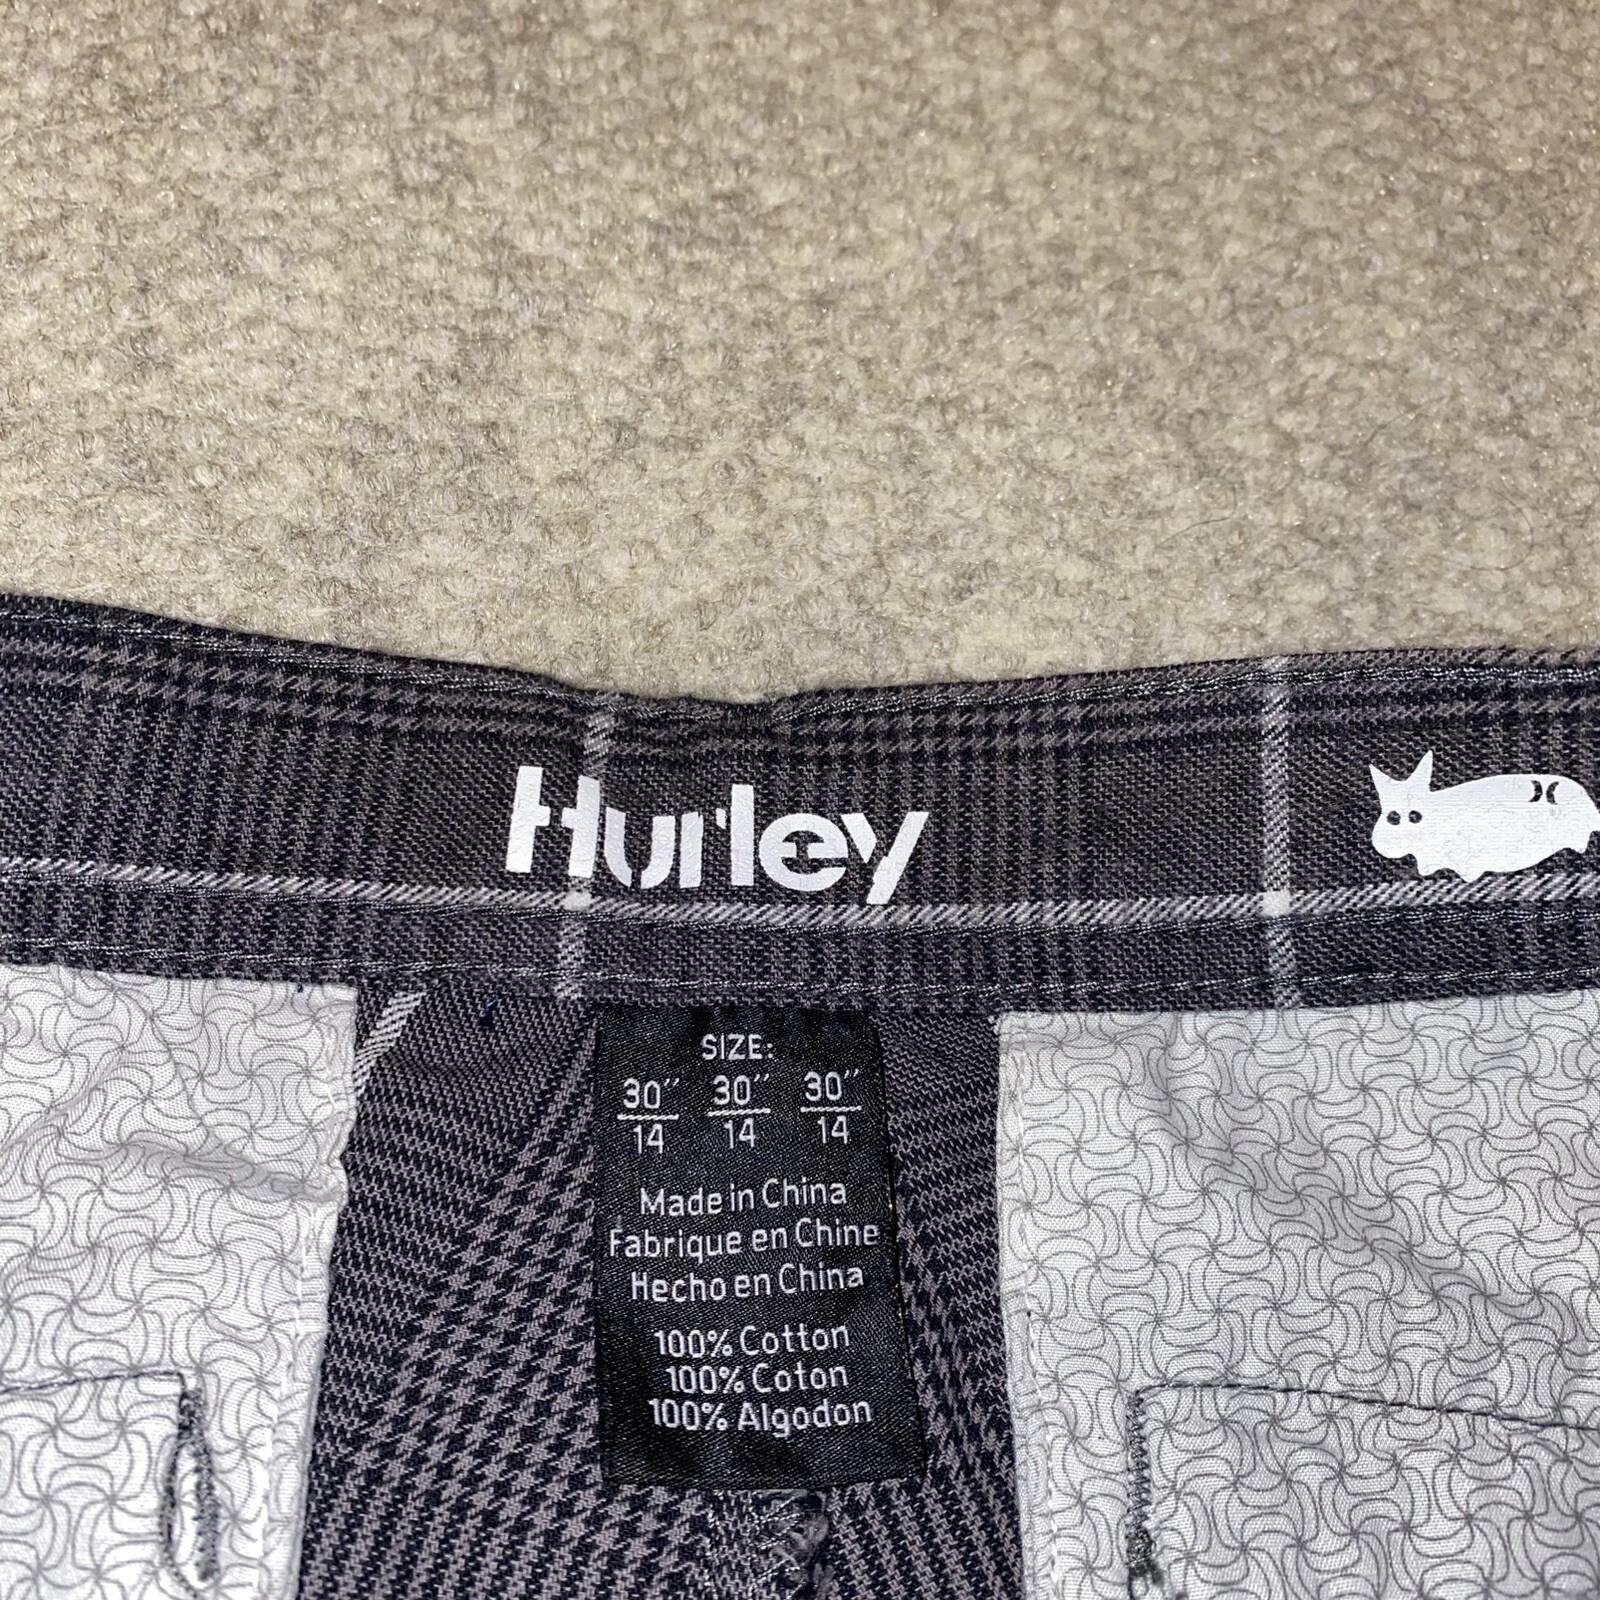 Hurley
SIZE:
30" 30" 30"
14 14 14
Made in China
Fabrique en Chine
Hecho en China
100% Cotton
100% Coton
100% Algodon